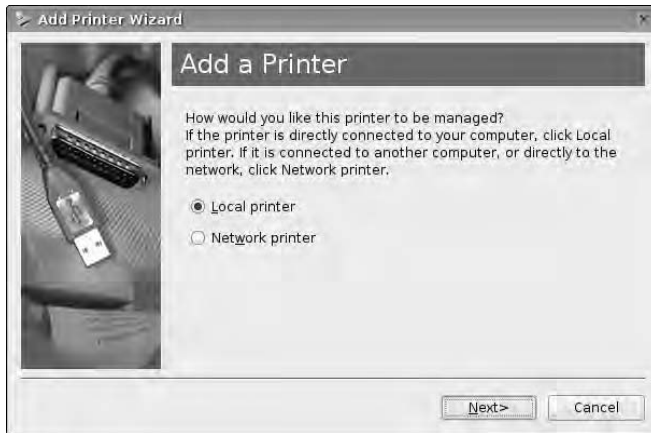 Add Printer Wizard
Add a Printer
How would you like this printer to be managed?
If the printer is directly connected to your computer, click Local
printer. If it is connected to another computer, or directly to the
network, click Network printer.
Local printer
Network printer
Next>
Cancel